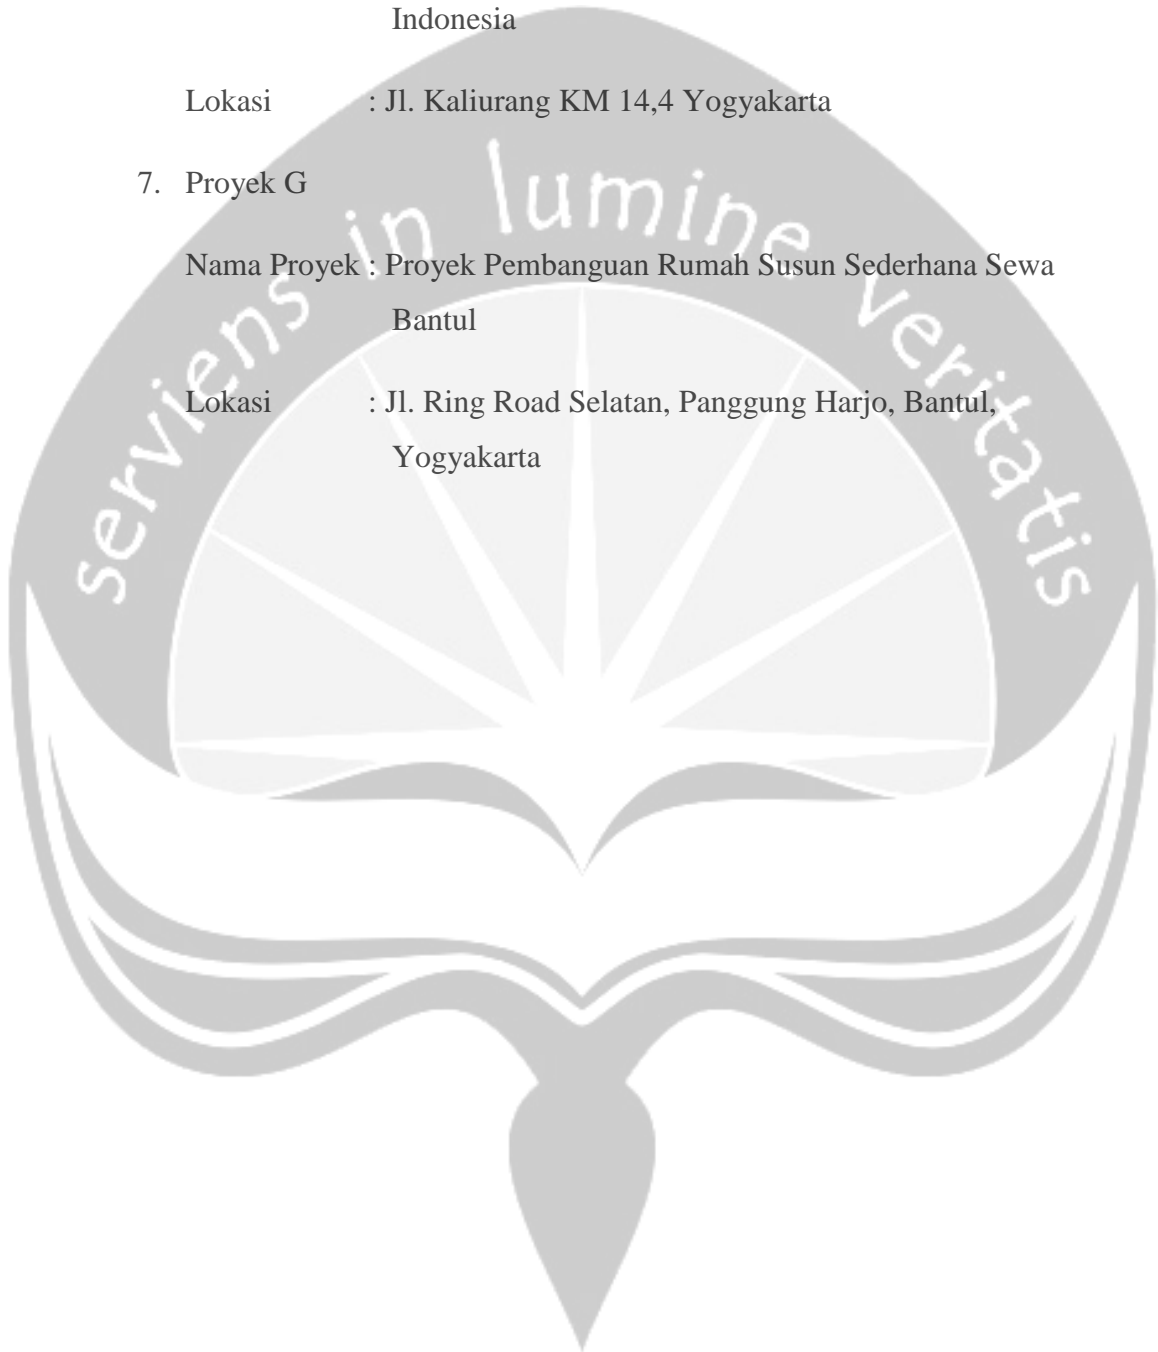 Indonesia
Lokasi : Jl. Kaliurang KM 14,4 Yogyakarta
7. Proyek G
Nama Proyek : Proyek Pembanguan Rumah Susun Sederhana Sewa
Bantul
Lokasi : Jl. Ring Road Selatan, Panggung Harjo, Bantul,
Yogyakarta
serviens in lumine veritatis